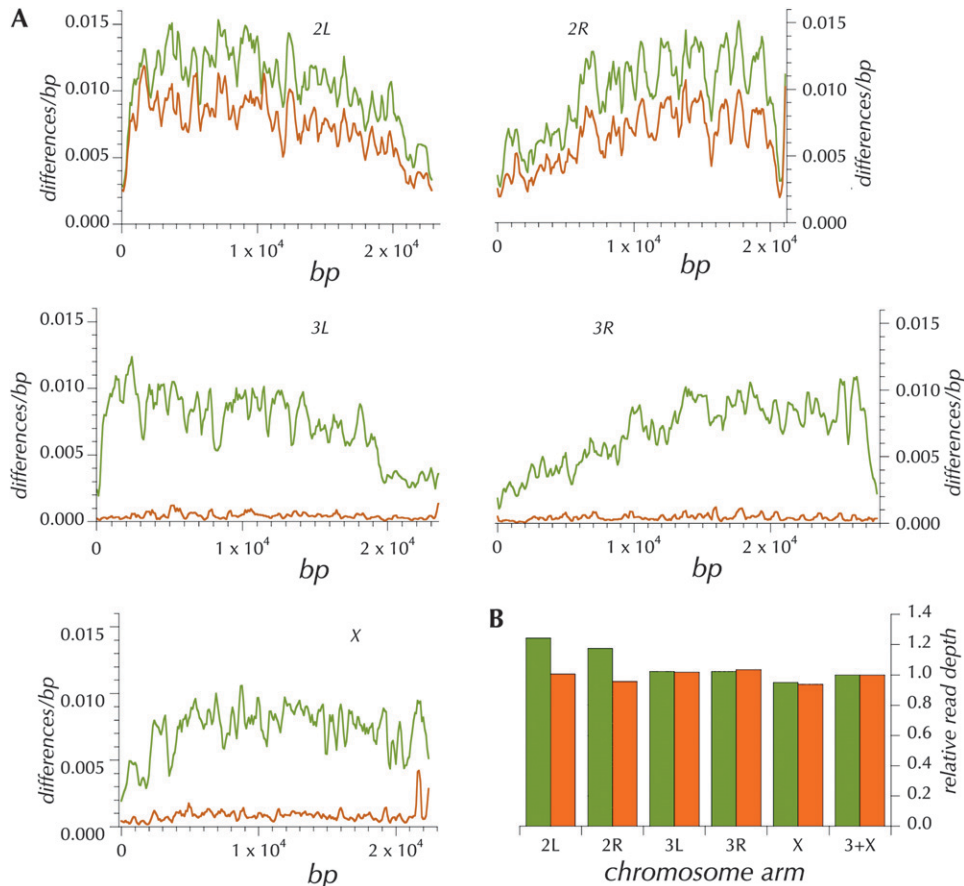 A
2L
differences/bp
0.015
0.010
0.005
0.000
0
1 x 10⁴
2 x 10⁴
bp
2R
0.015
0.010
0.005
0.000
differences/bp
0
1 x 10⁴
2 x 10⁴
bp
3L
differences/bp
0.015
0.010
0.005
0.000
0
1 x 10⁴
2 x 10⁴
bp
3R
0.015
0.010
0.005
0.000
differences/bp
0
1 x 10⁴
2 x 10⁴
bp
X
differences/bp
0.015
0.010
0.005
0.000
0
1 x 10⁴
2 x 10⁴
bp
B
1.4
1.2
1.0
0.8
0.6
0.4
0.2
0.0
relative read depth
2L 2R 3L 3R X 3+X
chromosome arm